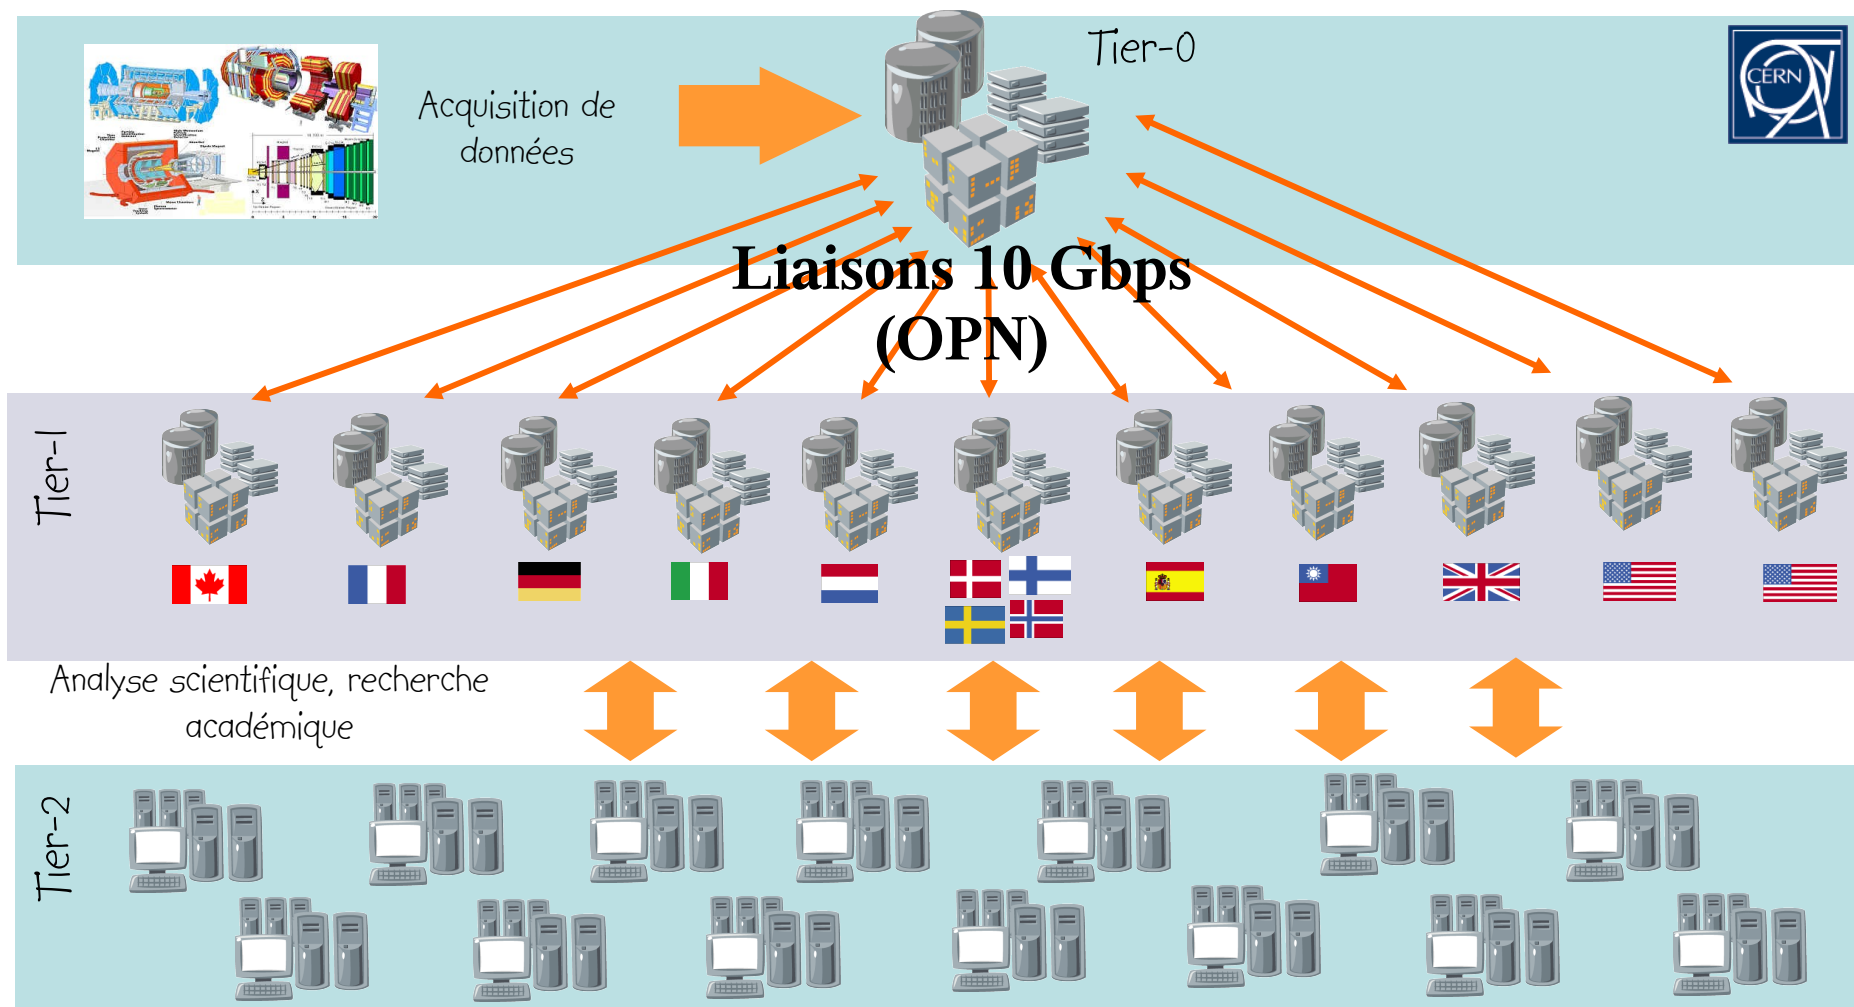 Tier-0
CERN
Acquisition de
données
Liaisons 10 Gbps
(OPN)
Tier-1
Analyse scientifique, recherche
académique
Tier-2